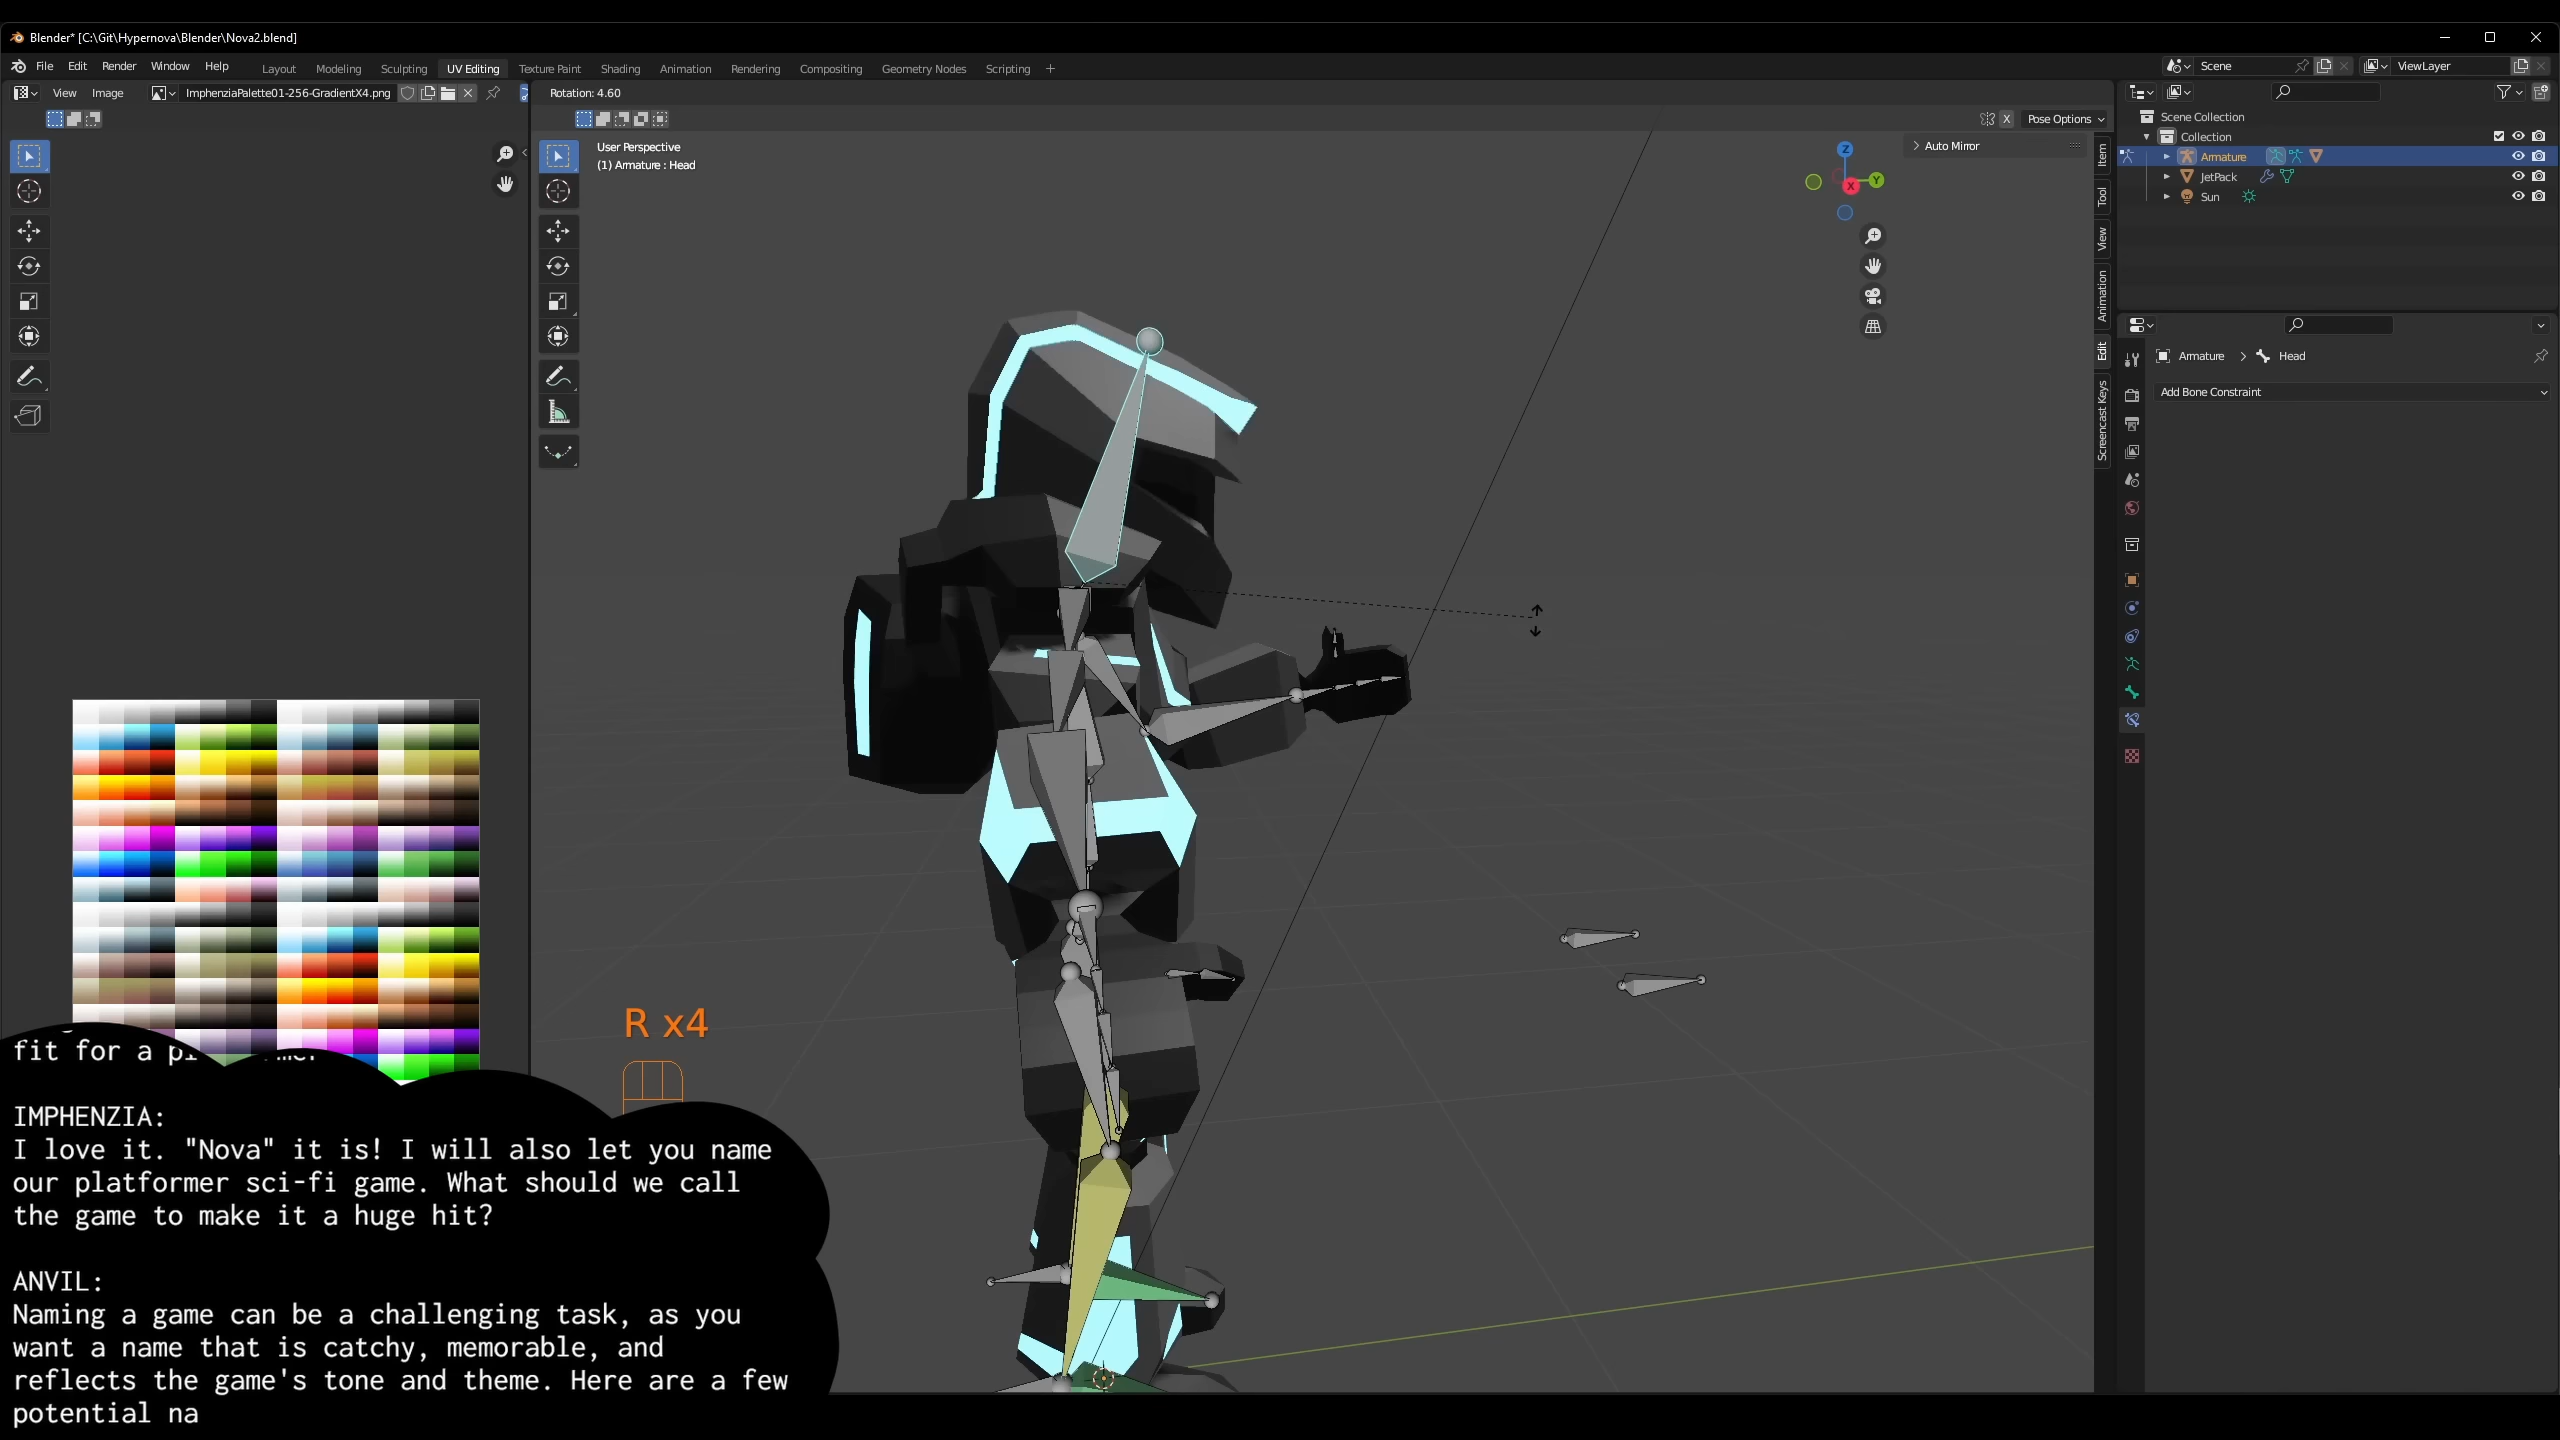 Blender* [C:\Git\Hypernova\Blender\Nova2.blend]
File Edit Render Window Help Layout Modeling Sculpting UV Editing Texture Paint Shading Animation Rendering Compositing Geometry Nodes Scripting + Scene ViewLayer
View Image ImphenziaPalette01-256-GradientX4.png Rotation: 4.60
X Pose Options
User Perspective
(1) Armature : Head
Auto Mirror
Z
Y
X
Item
Tool
View
Animation
Edit
Screencast Keys
Scene Collection
Collection
Armature
JetPack
Sun
Armature > Head
Add Bone Constraint
R x4
fit for a
IMPHENZIA:
I love it. "Nova" it is! I will also let you name
our platformer sci-fi game. What should we call
the game to make it a huge hit?
ANVIL:
Naming a game can be a challenging task, as you
want a name that is catchy, memorable, and
reflects the game's tone and theme. Here are a few
potential na